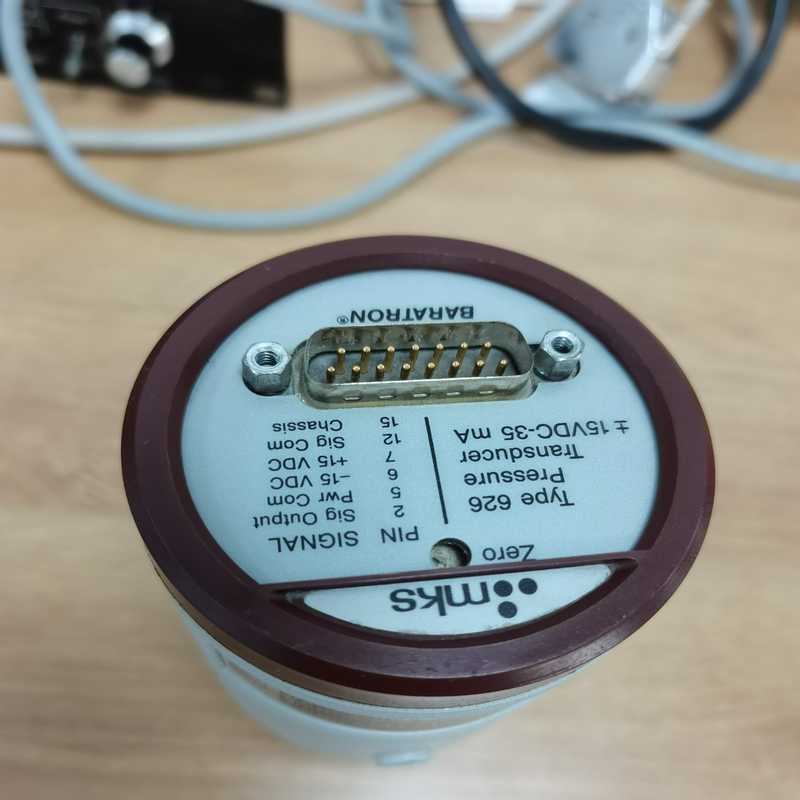 mks
Zero
Type 626
Pressure
Transducer
±15VDC-35 mA
PIN SIGNAL
2 Sig Output
5 Pwr Com
6 −15 VDC
7 +15 VDC
12 Sig Com
15 Chassis
BARATRON®